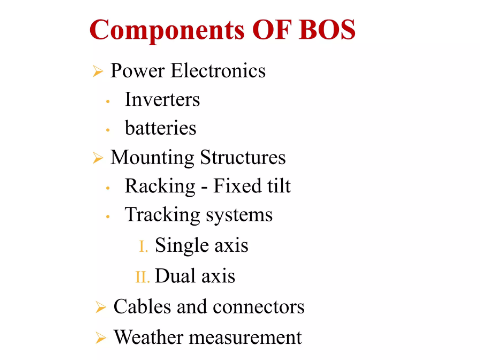 Components OF BOS
➢ Power Electronics
• Inverters
• batteries
➢ Mounting Structures
• Racking - Fixed tilt
• Tracking systems
I. Single axis
II. Dual axis
➢ Cables and connectors
➢ Weather measurement